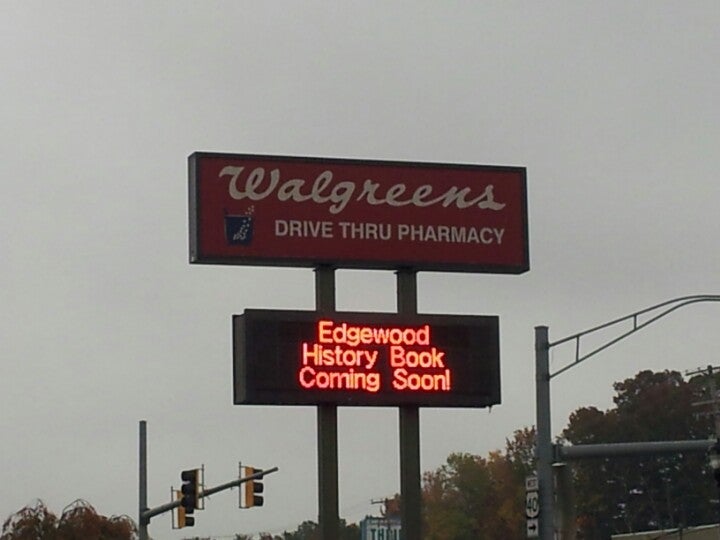 Walgreens
DRIVE THRU PHARMACY
Edgewood
History Book
Coming Soon!